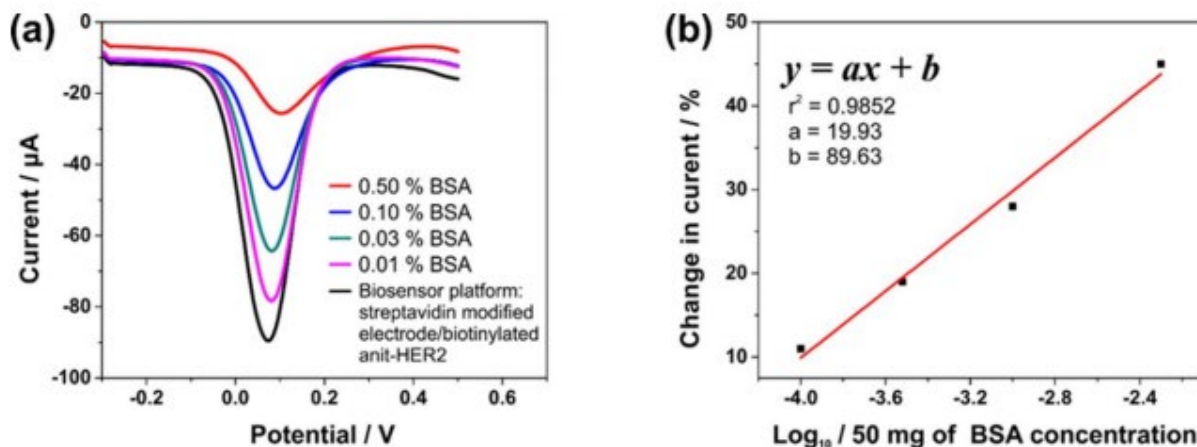 (a)
0
-20
-40
-60
-80
-100
Current / µA
-0.2
0.0
0.2
0.4
0.6
Potential / V
0.50 % BSA
0.10 % BSA
0.03 % BSA
0.01 % BSA
Biosensor platform:
streptavidin modified
electrode/biotinylated
anit-HER2
(b)
50
40
30
20
10
Change in curent / %
y = ax + b
r² = 0.9852
a = 19.93
b = 89.63
-4.0
-3.6
-3.2
-2.8
-2.4
Log₁₀ / 50 mg of BSA concentration